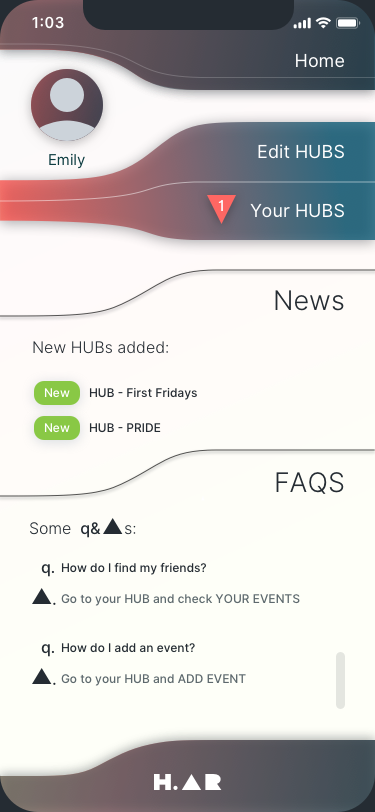 1:03
Home
Emily
Edit HUBS
1
Your HUBS
News
New HUBs added:
New HUB - First Fridays
New HUB - PRIDE
FAQS
Some q&▲s:
q. How do I find my friends?
▲. Go to your HUB and check YOUR EVENTS
q. How do I add an event?
▲. Go to your HUB and ADD EVENT
H.▲R